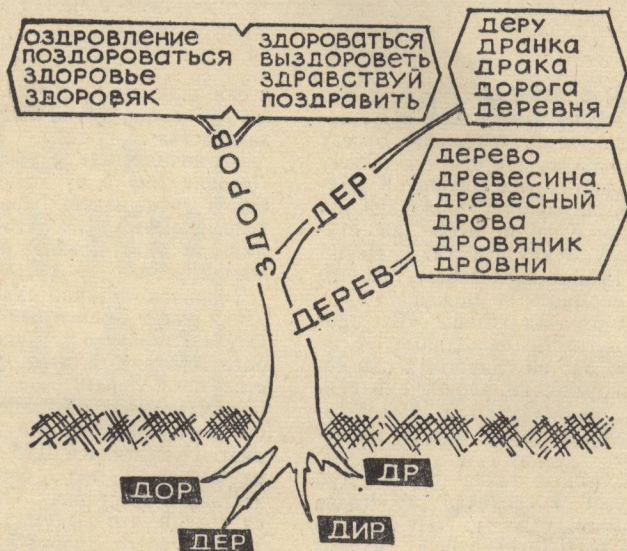 ОЗДРОВЛЕНИЕ
ПОЗДОРОВАТЬСЯ
ЗДОРОВЬЕ
ЗДОРОВЯК
ЗДОРОВАТЬСЯ
ВЫЗДОРОВЕТЬ
ЗДРАВСТВУЙ
ПОЗДРАВИТЬ
ДЕРУ
ДРАНКА
ДРАКА
ДОРОГА
ДЕРЕВНЯ
ДЕРЕВО
ДРЕВЕСИНА
ДРЕВЕСНЫЙ
ДРОВА
ДРОВЯНИК
ДРОВНИ
ЗДОРОВ
ДЕР
ДЕРЕВ
ДОР
ДЕР
ДИР
ДР